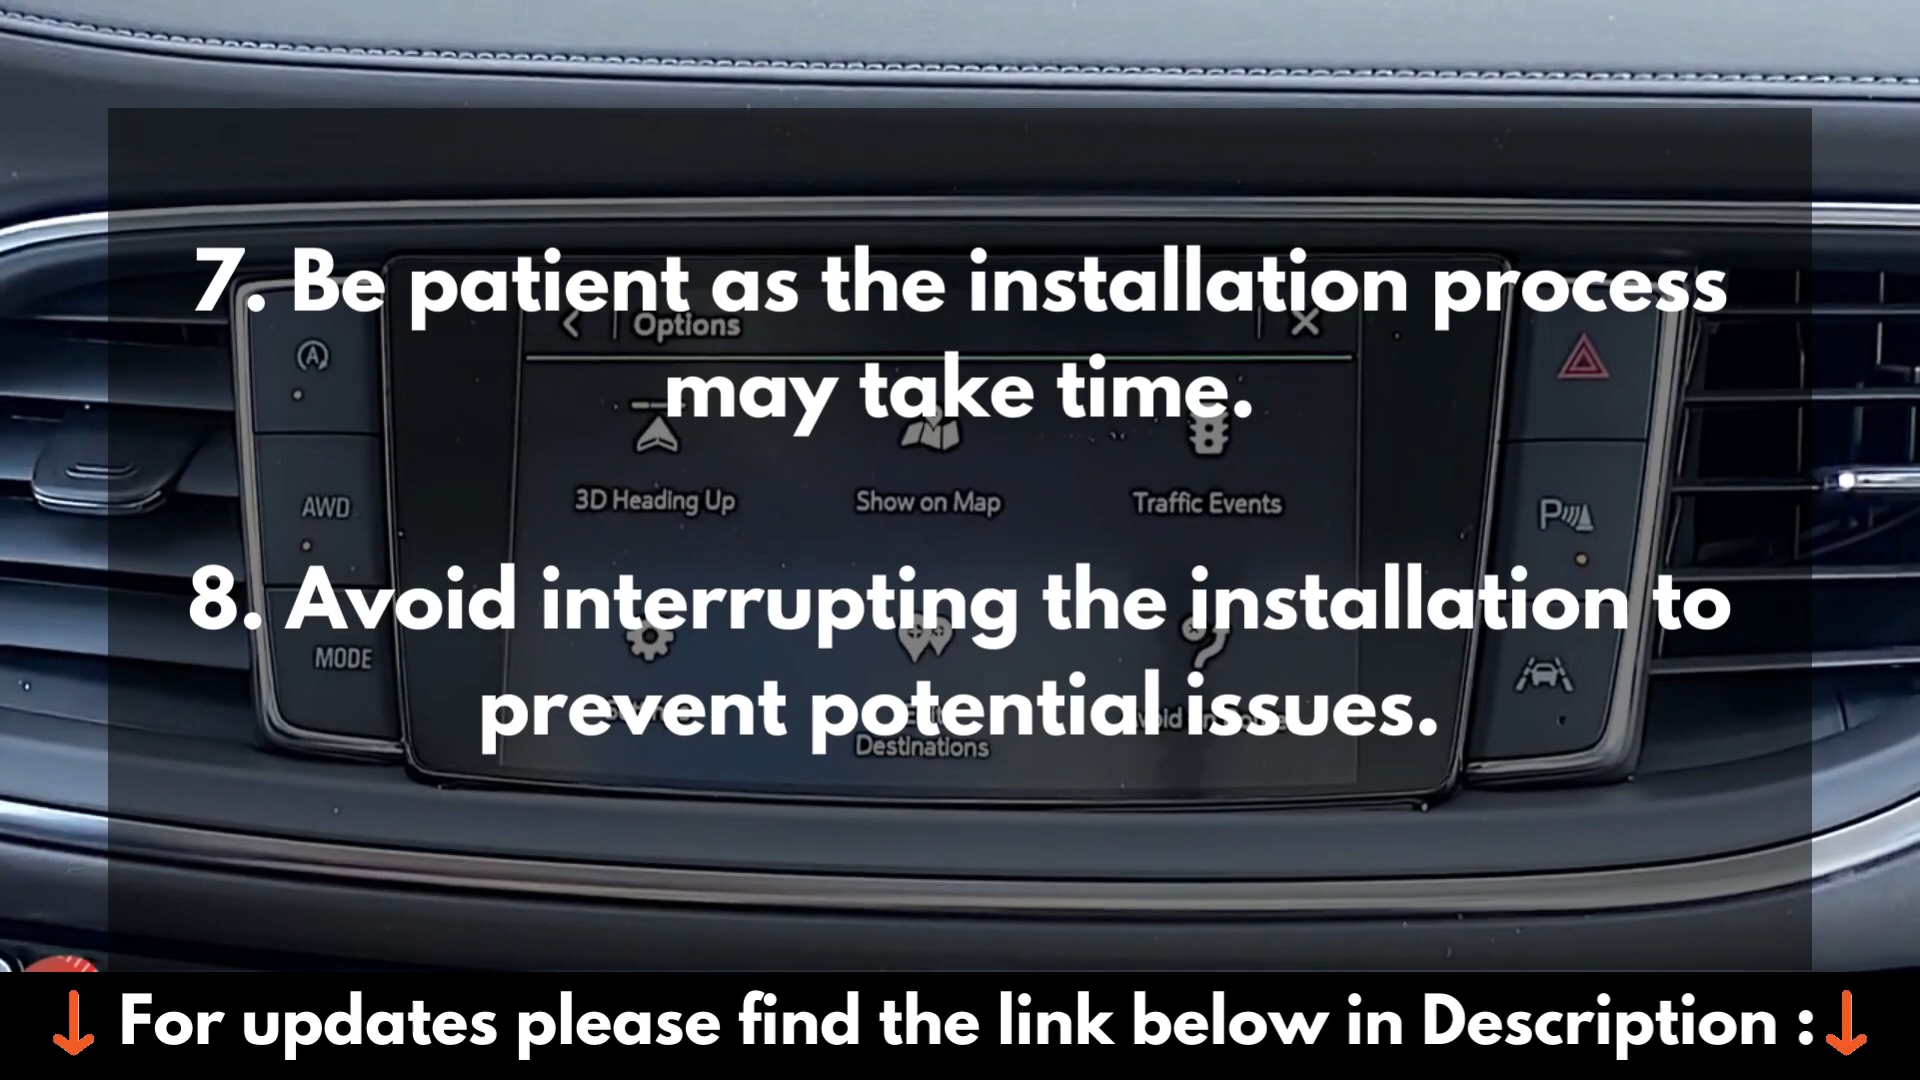 7. Be patient as the installation process
may take time.
Options
3D Heading Up
Show on Map
Traffic Events
AWD
8. Avoid interrupting the installation to
prevent potential issues.
MODE
Destinations
↓ For updates please find the link below in Description : ↓